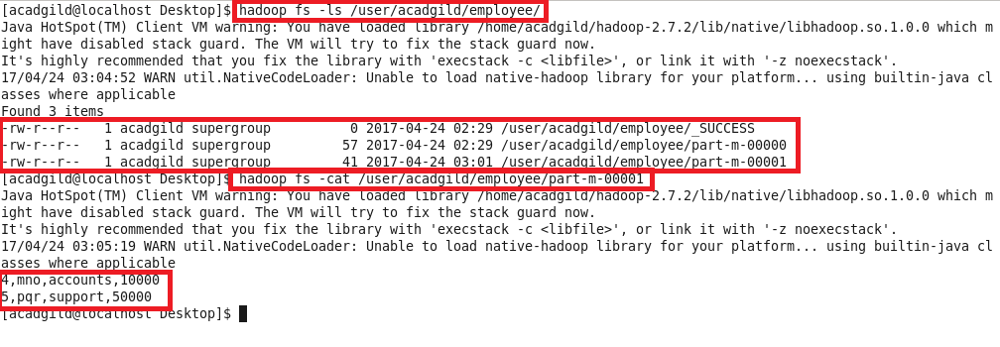 [acadgild@localhost Desktop]$ hadoop fs -ls /user/acadgild/employee/
Java HotSpot(TM) Client VM warning: You have loaded library /home/acadgild/hadoop-2.7.2/lib/native/libhadoop.so.1.0.0 which m
ight have disabled stack guard. The VM will try to fix the stack guard now.
It's highly recommended that you fix the library with 'execstack -c <libfile>', or link it with '-z noexecstack'.
17/04/24 03:04:52 WARN util.NativeCodeLoader: Unable to load native-hadoop library for your platform... using builtin-java cl
asses where applicable
Found 3 items
-rw-r--r--   1 acadgild supergroup          0 2017-04-24 02:29 /user/acadgild/employee/_SUCCESS
-rw-r--r--   1 acadgild supergroup         57 2017-04-24 02:29 /user/acadgild/employee/part-m-00000
-rw-r--r--   1 acadgild supergroup         41 2017-04-24 03:01 /user/acadgild/employee/part-m-00001
[acadgild@localhost Desktop]$ hadoop fs -cat /user/acadgild/employee/part-m-00001
Java HotSpot(TM) Client VM warning: You have loaded library /home/acadgild/hadoop-2.7.2/lib/native/libhadoop.so.1.0.0 which m
ight have disabled stack guard. The VM will try to fix the stack guard now.
It's highly recommended that you fix the library with 'execstack -c <libfile>', or link it with '-z noexecstack'.
17/04/24 03:05:19 WARN util.NativeCodeLoader: Unable to load native-hadoop library for your platform... using builtin-java cl
asses where applicable
4,mno,accounts,10000
5,pqr,support,50000
[acadgild@localhost Desktop]$